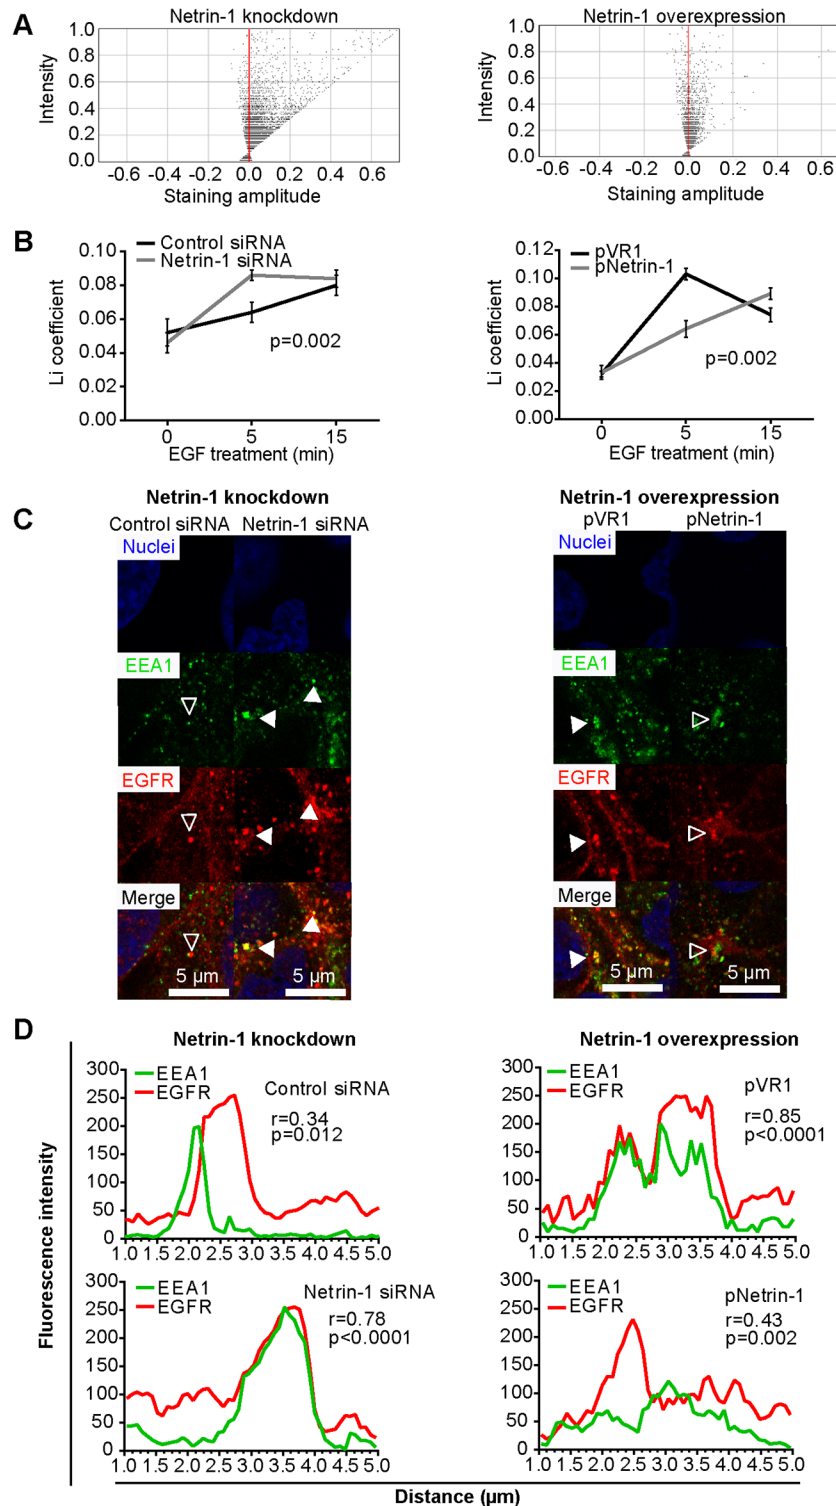 A
Netrin-1 knockdown
Intensity
1.0
0.8
0.6
0.4
0.2
0.0
-0.6 -0.4 -0.2 0.0 0.2 0.4 0.6
Staining amplitude
Netrin-1 overexpression
Intensity
1.0
0.8
0.6
0.4
0.2
0.0
-0.6 -0.4 -0.2 0.0 0.2 0.4 0.6
Staining amplitude
B
Li coefficient
0.10
0.08
0.06
0.04
0.02
0.00
Control siRNA
Netrin-1 siRNA
p=0.002
0 5 15
EGF treatment (min)
Li coefficient
0.12
0.10
0.08
0.06
0.04
0.02
0.00
pVR1
pNetrin-1
p=0.002
0 5 15
EGF treatment (min)
C
Netrin-1 knockdown
Control siRNA Netrin-1 siRNA
Nuclei
EEA1
EGFR
Merge
5 µm 5 µm
Netrin-1 overexpression
pVR1 pNetrin-1
Nuclei
EEA1
EGFR
Merge
5 µm 5 µm
D
Fluorescence intensity
Netrin-1 knockdown
300
250
200
150
100
50
0
EEA1
EGFR
Control siRNA
r=0.34
p=0.012
1.0 1.5 2.0 2.5 3.0 3.5 4.0 4.5 5.0
Netrin-1 overexpression
300
250
200
150
100
50
0
EEA1
EGFR
pVR1
r=0.85
p<0.0001
1.0 1.5 2.0 2.5 3.0 3.5 4.0 4.5 5.0
300
250
200
150
100
50
0
EEA1
EGFR
Netrin-1 siRNA
r=0.78
p<0.0001
1.0 1.5 2.0 2.5 3.0 3.5 4.0 4.5 5.0
300
250
200
150
100
50
0
EEA1
EGFR
pNetrin-1
r=0.43
p=0.002
1.0 1.5 2.0 2.5 3.0 3.5 4.0 4.5 5.0
Distance (µm)